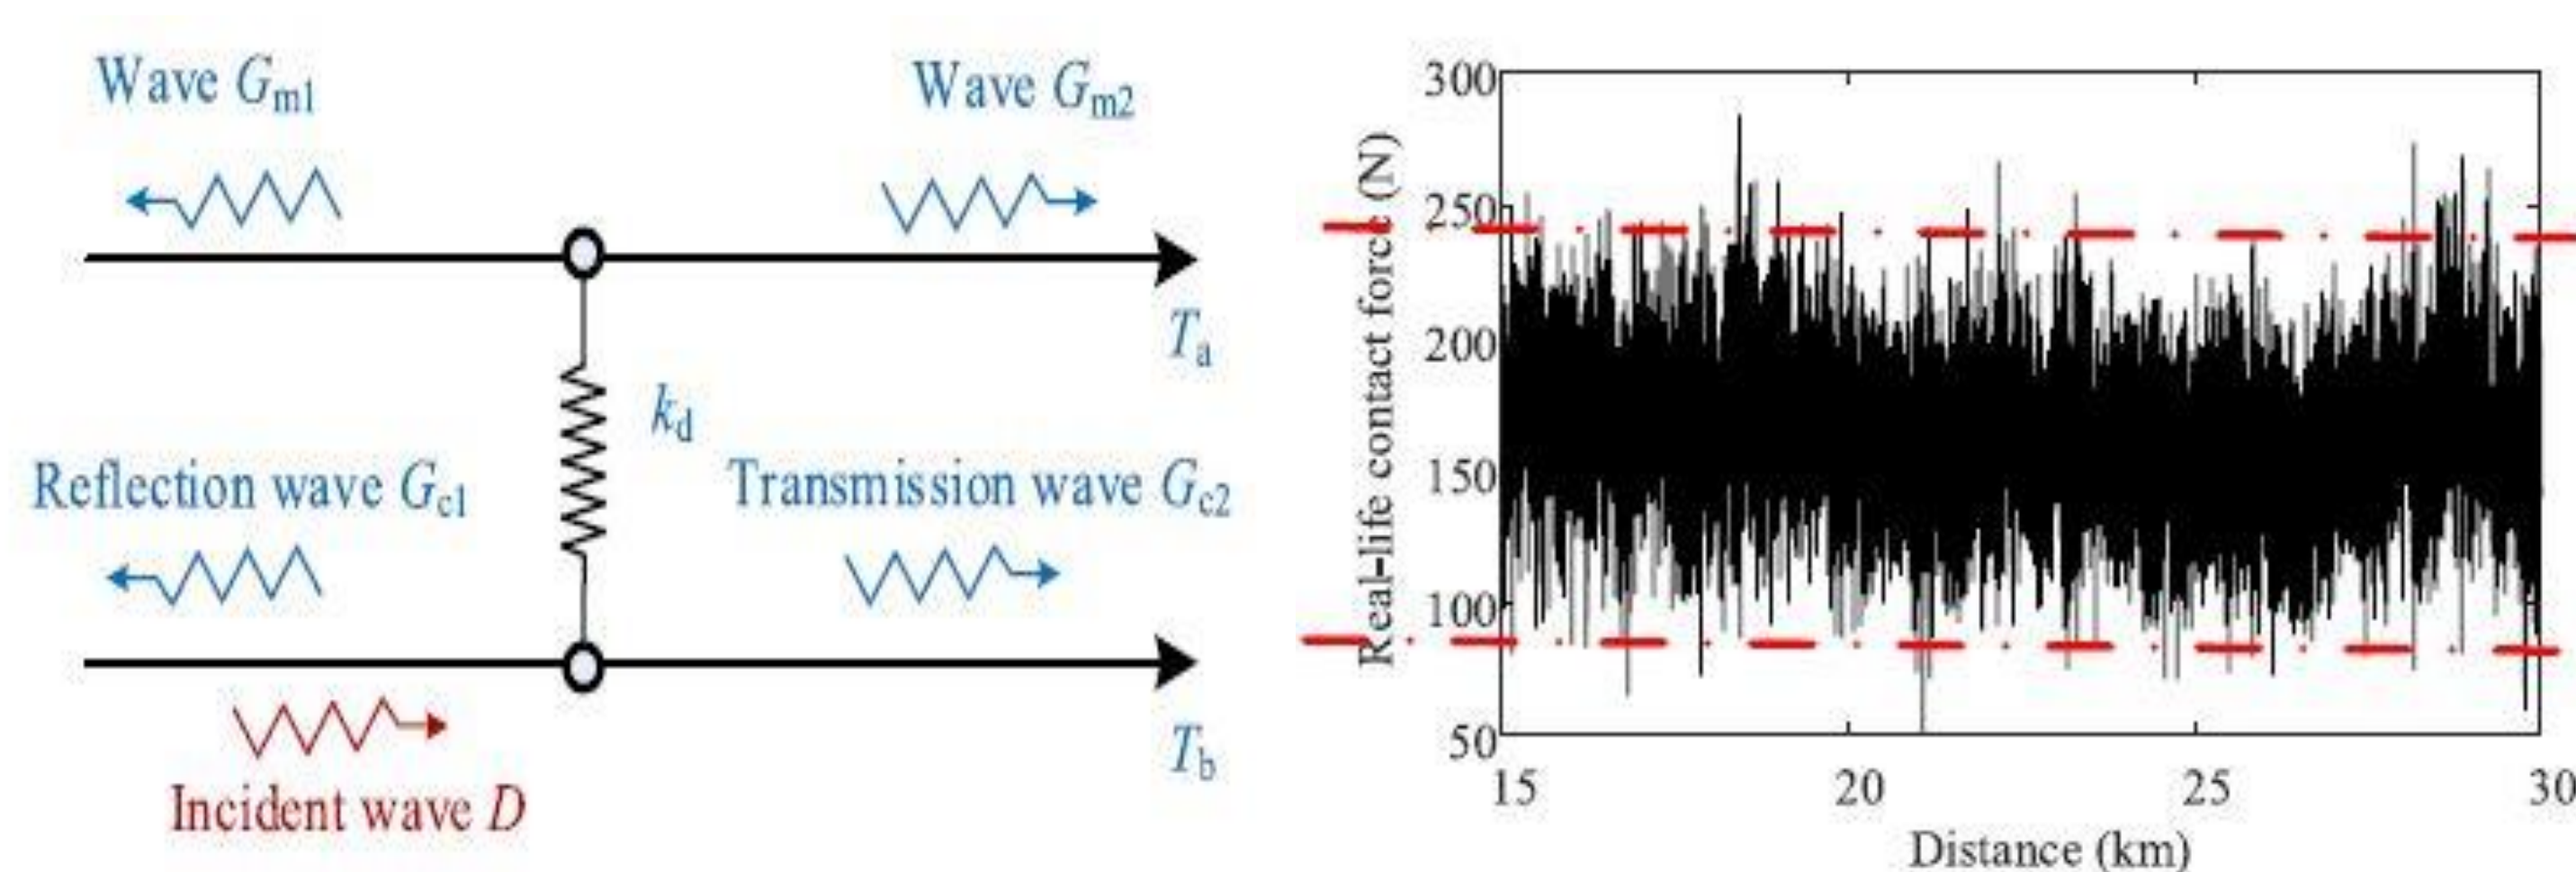 Wave Gm1
Wave Gm2
Ta
kd
Reflection wave Gc1
Transmission wave Gc2
Tb
Incident wave D
Real-life contact force (N)
300
250
200
150
100
50
15
20
25
30
Distance (km)